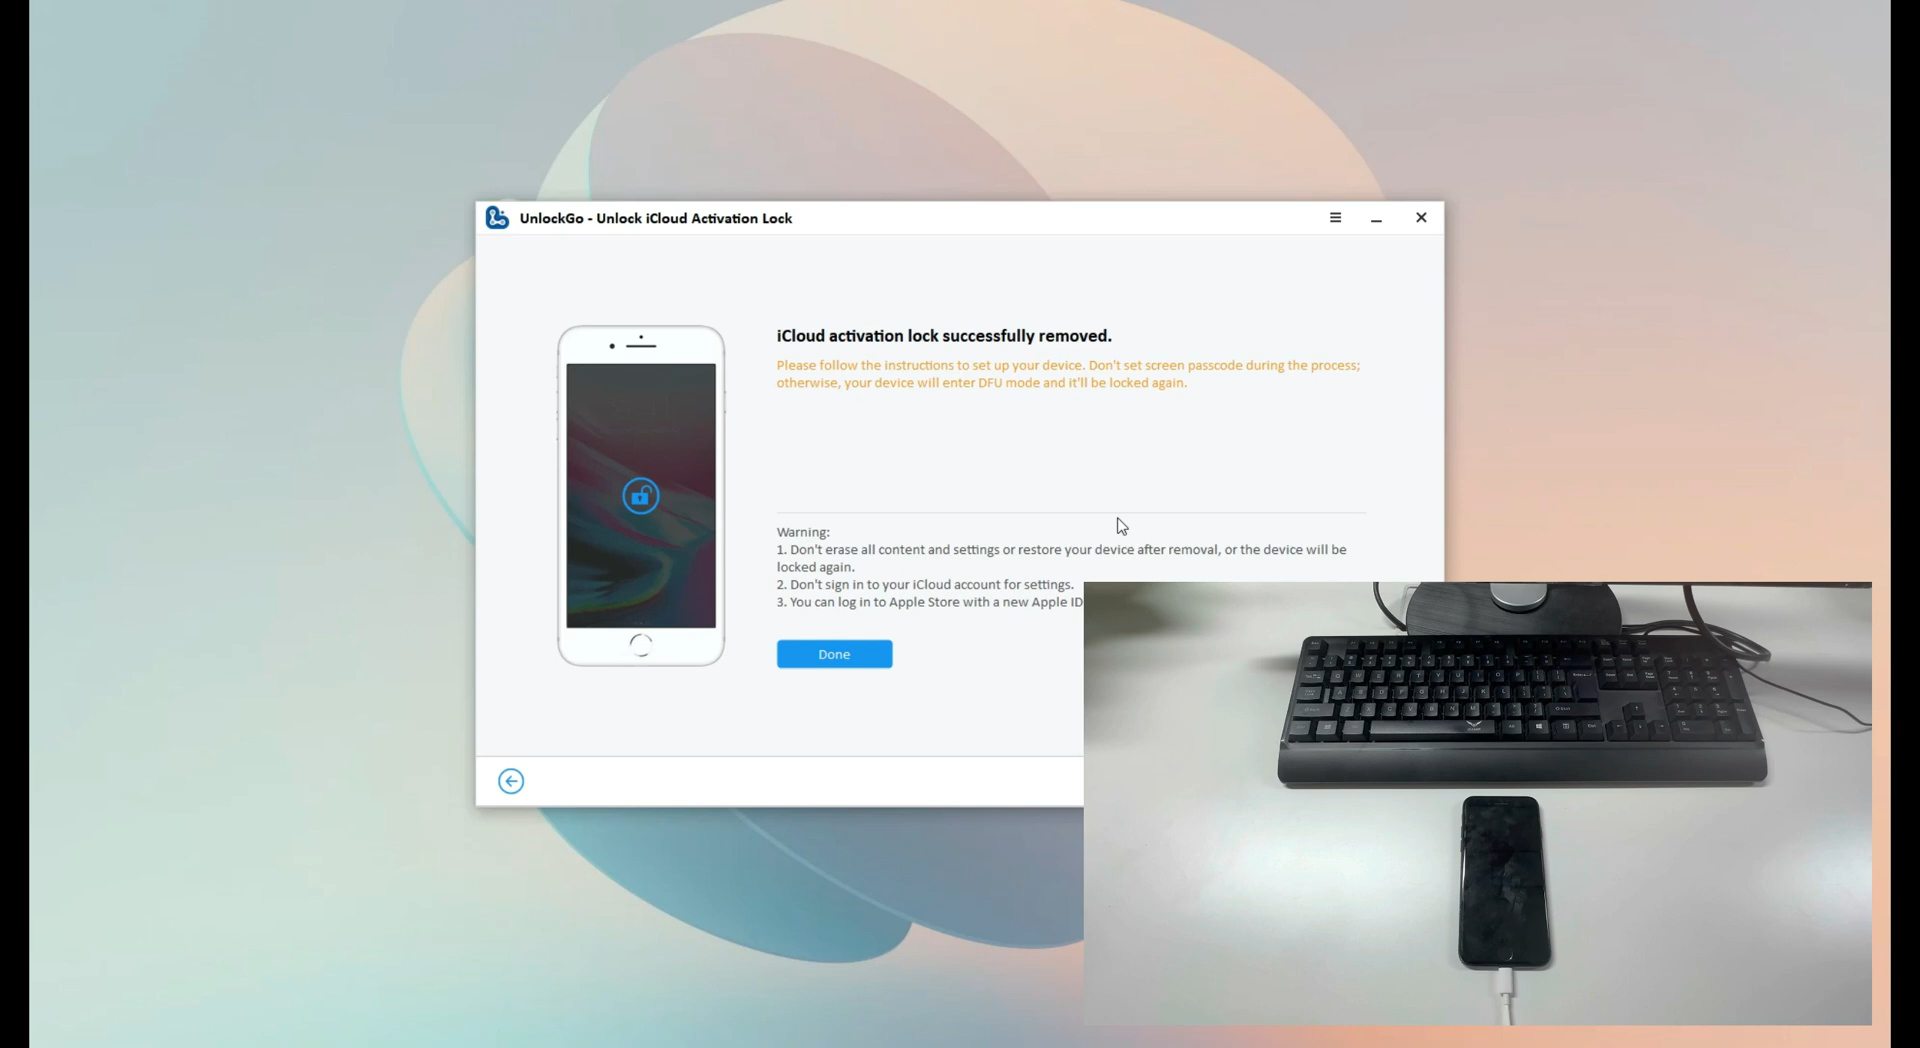 UnlockGo - Unlock iCloud Activation Lock
iCloud activation lock successfully removed.
Please follow the instructions to set up your device. Don't set screen passcode during the process;
otherwise, your device will enter DFU mode and it'll be locked again.
Warning:
1. Don't erase all content and settings or restore your device after removal, or the device will be
locked again.
2. Don't sign in to your iCloud account for settings.
3. You can log in to Apple Store with a new Apple ID
Done